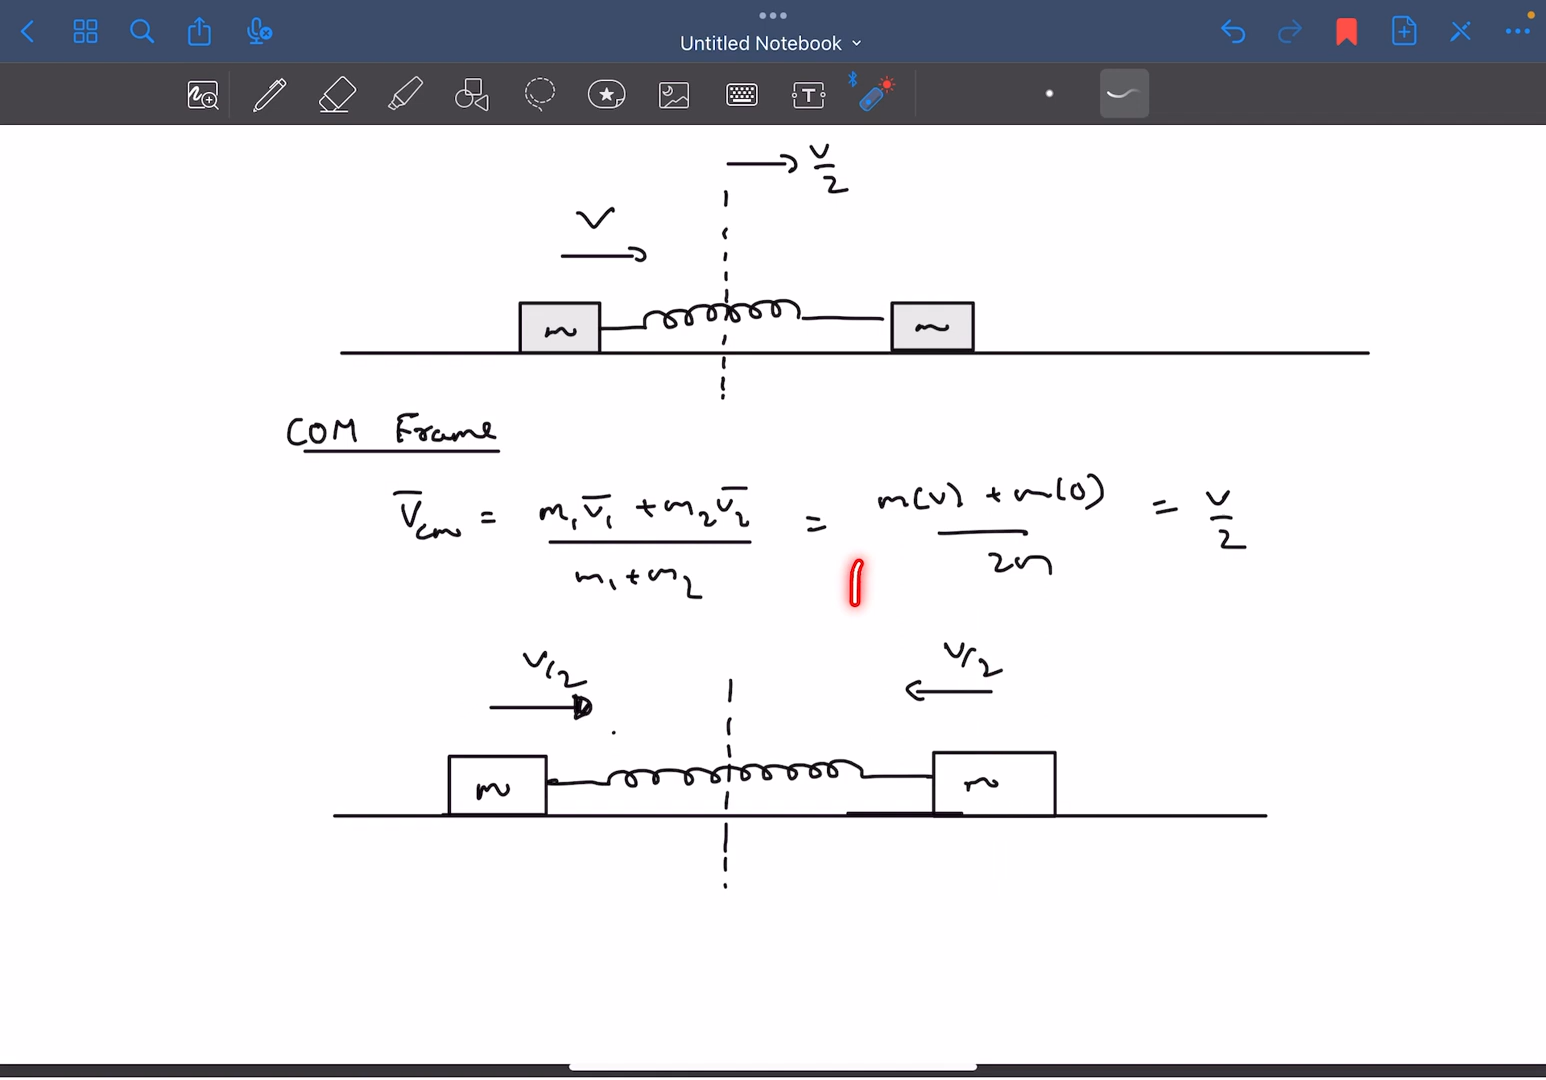 Untitled Notebook
T
v/2
V
m m
COM Frame
V̅cm = (m₁v̅₁ + m₂v̅₂)/(m₁+m₂) = (m(v) + m(0))/2m = v/2
v/2 v/2
m m